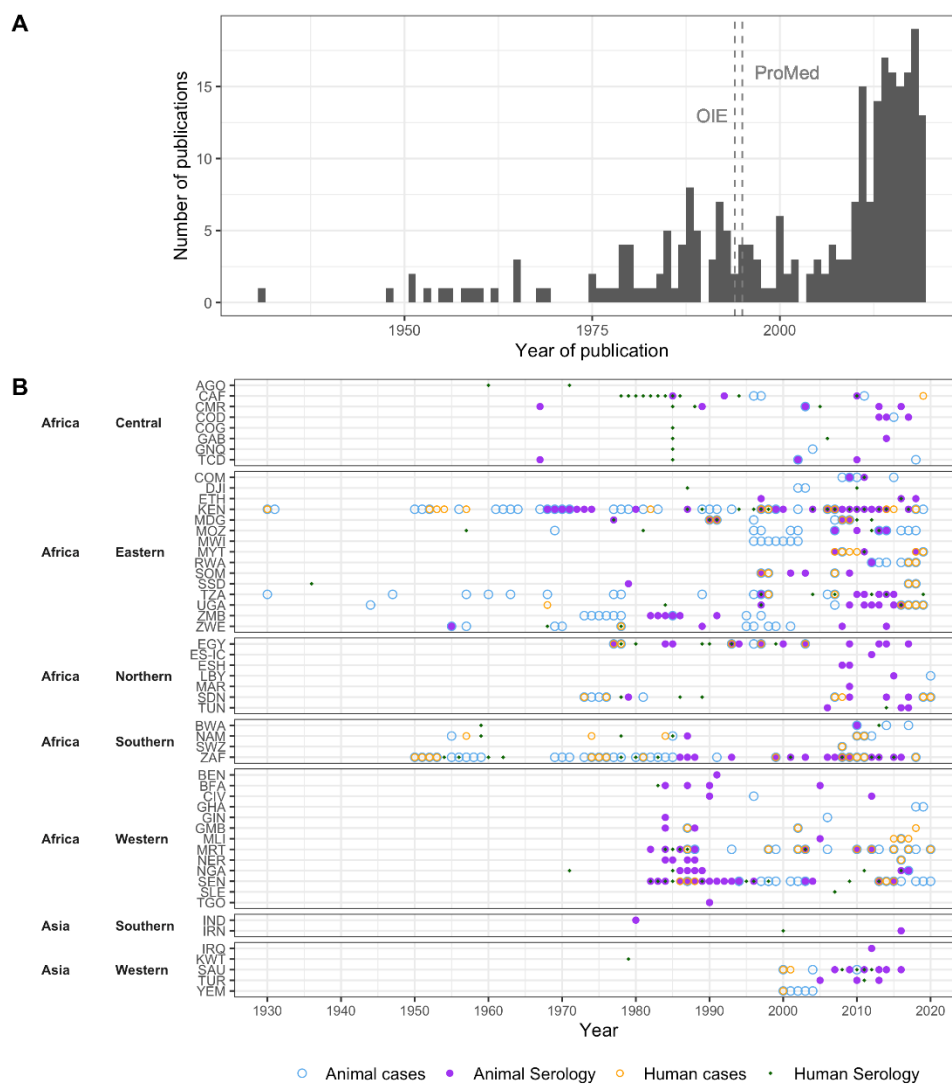 A
Number of publications
15
10
5
0
OIE
ProMed
1950
1975
2000
Year of publication
B
Africa Central
AGO
CAF
CMR
COD
COG
GAB
GNQ
TCD
Africa Eastern
COM
DJI
ETH
KEN
MDG
MOZ
MWI
MYT
RWA
SOM
SSD
TZA
UGA
ZMB
ZWE
Africa Northern
EGY
ES-IC
ESH
LBY
MAR
SDN
TUN
Africa Southern
BWA
NAM
SWZ
ZAF
Africa Western
BEN
BFA
CIV
GHA
GIN
GMB
MLI
MRT
NER
NGA
SEN
SLE
TGO
Asia Southern
IND
IRN
Asia Western
IRQ
KWT
SAU
TUR
YEM
1930 1940 1950 1960 1970 1980 1990 2000 2010 2020
Year
Animal cases Animal Serology Human cases Human Serology